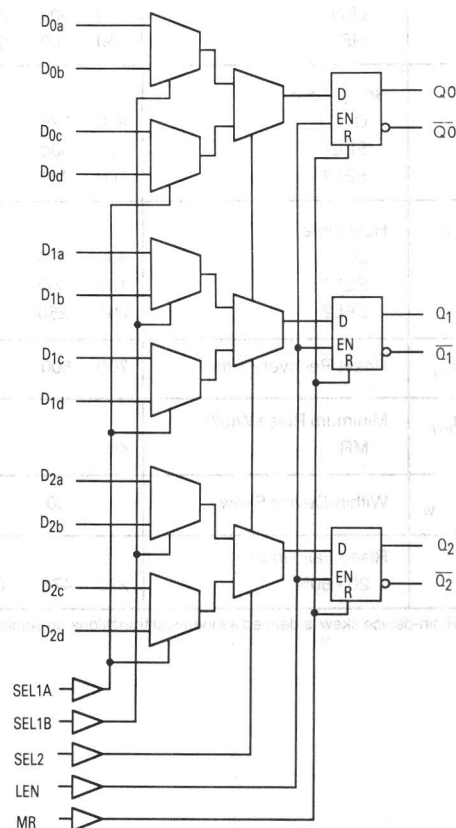 D0a
D0b
D
EN
R
Q0
Q0
D0c
D0d
D1a
D1b
D
EN
R
Q1
Q1
D1c
D1d
D2a
D2b
D
EN
R
Q2
Q2
D2c
D2d
SEL1A
SEL1B
SEL2
LEN
MR